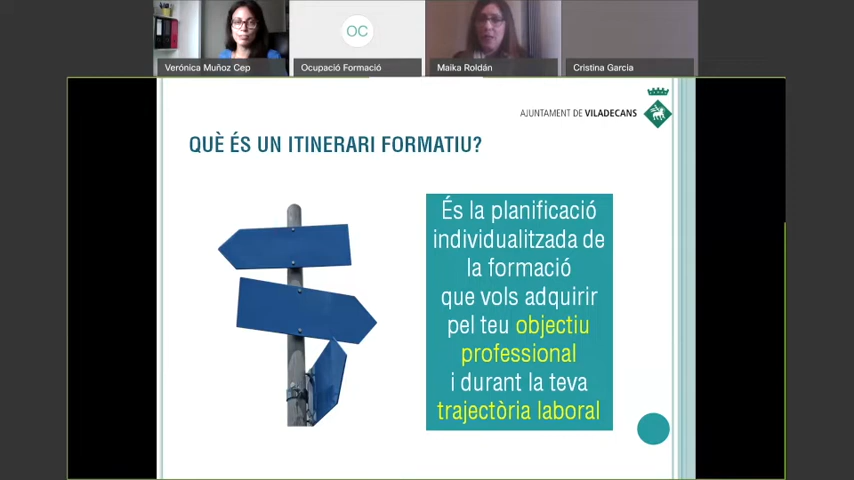 OC
Verónica Muñoz Cep
Ocupació Formació
Maika Roldán
Cristina Garcia
AJUNTAMENT DE VILADECANS
QUÈ ÉS UN ITINERARI FORMATIU?
És la planificació
individualitzada de
la formació
que vols adquirir
pel teu objectiu
professional
i durant la teva
trajectòria laboral